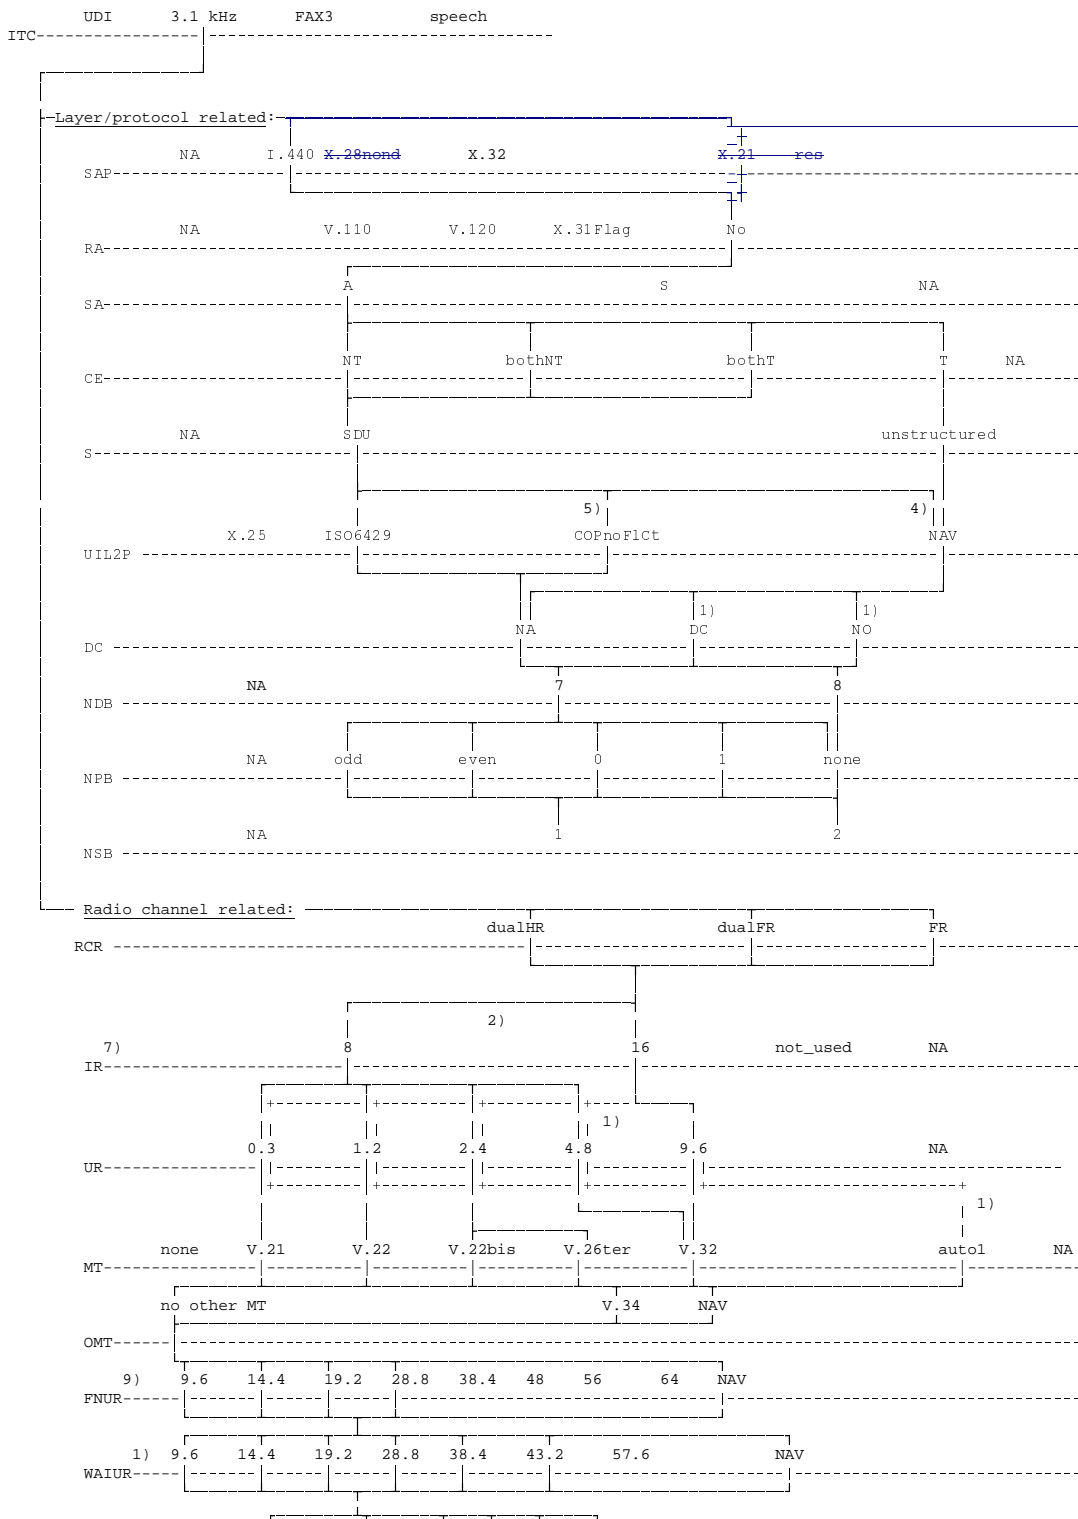 UDI 3.1 kHz FAX3 speech
ITC
Layer/protocol related:
NA I.440 X.28nond X.32 X.21 res
SAP
NA V.110 V.120 X.31Flag No
RA
A S NA
SA
NT bothNT bothT T NA
CE
NA SDU unstructured
S
5) 4)
X.25 ISO6429 COPnoFlCt NAV
UIL2P
1) 1)
NA DC NO
DC
NA 7 8
NDB
NA odd even 0 1 none
NPB
NA 1 2
NSB
Radio channel related:
dualHR dualFR FR
RCR
2)
7) 8 16 not_used NA
IR
1)
0.3 1.2 2.4 4.8 9.6 NA
UR
1)
none V.21 V.22 V.22bis V.26ter V.32 auto1 NA
MT
no other MT V.34 NAV
OMT
9) 9.6 14.4 19.2 28.8 38.4 48 56 64 NAV
FNUR
1) 9.6 14.4 19.2 28.8 38.4 43.2 57.6 NAV
WAIUR